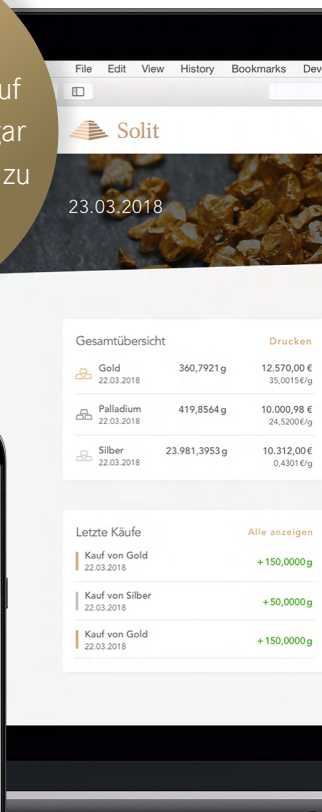 uf
gar
zu
File Edit View History Bookmarks Dev
Solit
23.03.2018
Gesamtübersicht Drucken
Gold 360,7921 g 12.570,00 €
22.03.2018 35,0015 €/g
Palladium 419,8564 g 10.000,98 €
22.03.2018 24,5200 €/g
Silber 23.981,3953 g 10.312,00 €
22.03.2018 0,4301 €/g
Letzte Käufe Alle anzeigen
Kauf von Gold
22.03.2018 +150,0000 g
Kauf von Silber
22.03.2018 +50,0000 g
Kauf von Gold
22.03.2018 +150,0000 g